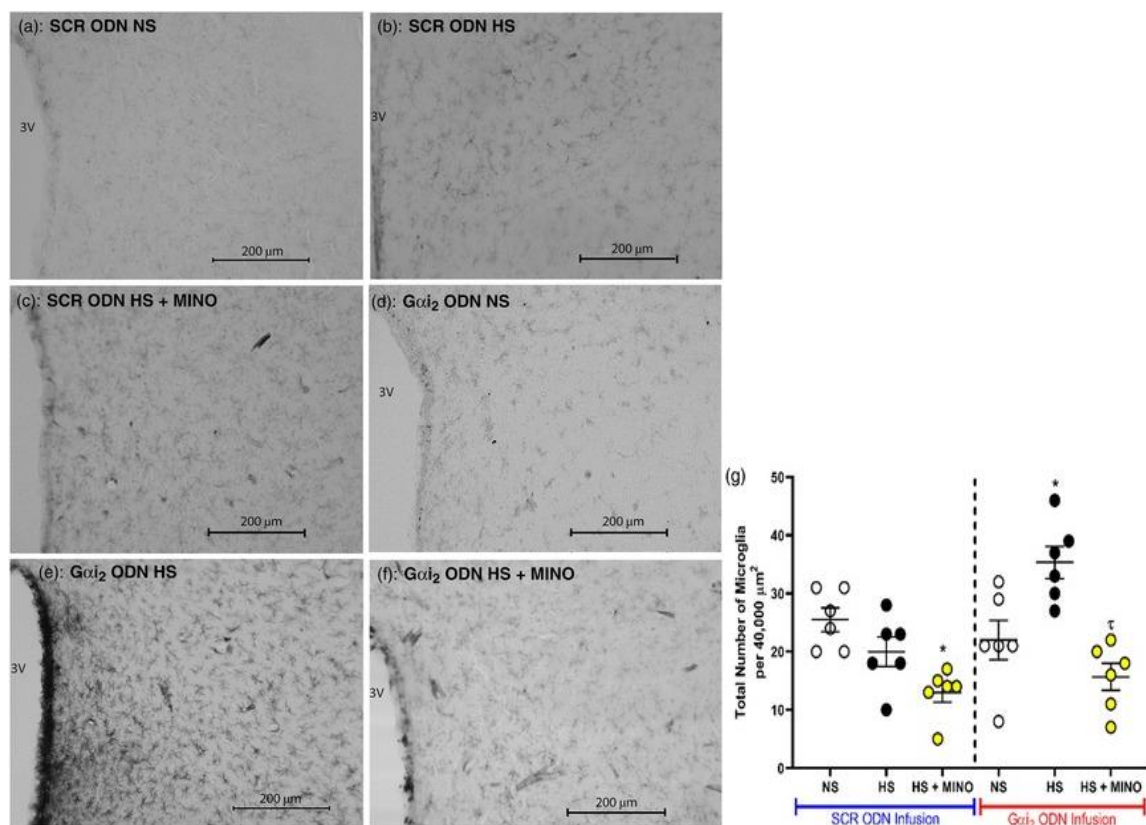 (a): SCR ODN NS
3V
200 µm
(b): SCR ODN HS
3V
200 µm
(c): SCR ODN HS + MINO
200 µm
(d): Gαi₂ ODN NS
3V
200 µm
(e): Gαi₂ ODN HS
3V
200 µm
(f): Gαi₂ ODN HS + MINO
3V
200 µm
(g)
Total Number of Microglia
per 40,000 µm²
50
40
30
20
10
0
*
*
τ
NS HS HS + MINO NS HS HS + MINO
SCR ODN Infusion Gαi₂ ODN Infusion